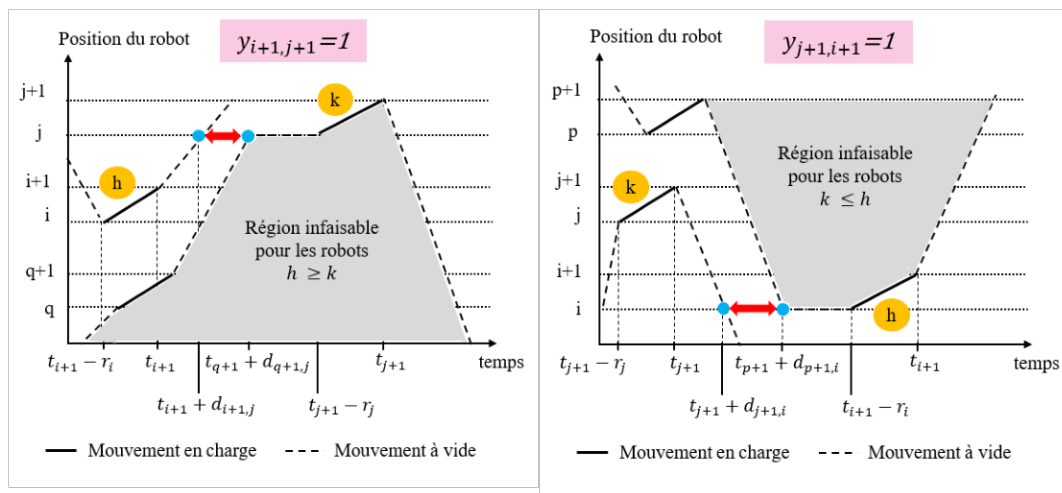 Position du robot
y_{i+1,j+1}=1
j+1
k
j
i+1
h
i
Région infaisable
pour les robots
h ≥ k
q+1
q
t_{i+1} − r_i
t_{i+1}
t_{q+1} + d_{q+1,j}
t_{j+1}
temps
t_{i+1} + d_{i+1,j}
t_{j+1} − r_j
Mouvement en charge
Mouvement à vide
Position du robot
y_{j+1,i+1}=1
p+1
p
Région infaisable
pour les robots
k ≤ h
k
j+1
j
i+1
i
h
t_{j+1} − r_j
t_{j+1}
t_{p+1} + d_{p+1,i}
t_{i+1}
temps
t_{j+1} + d_{j+1,i}
t_{i+1} − r_i
Mouvement en charge
Mouvement à vide